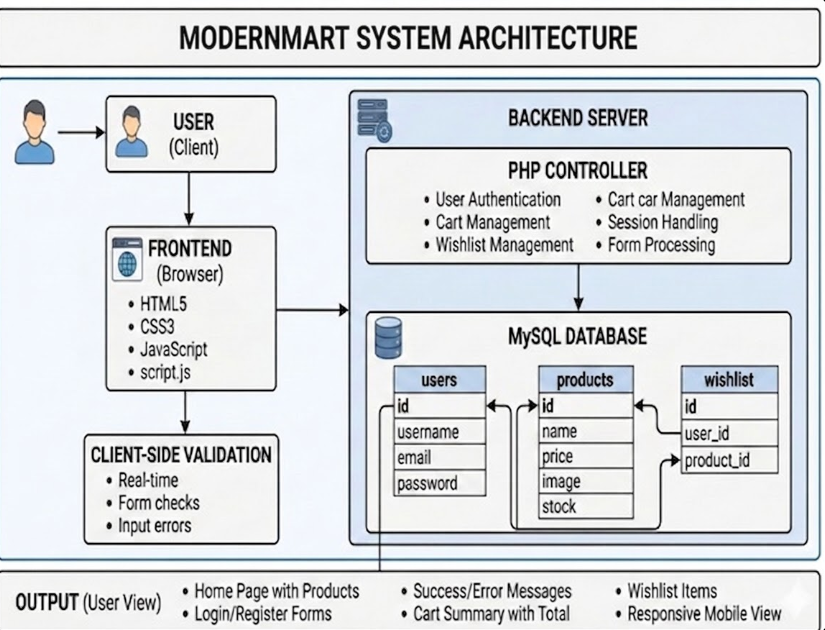 MODERNMART SYSTEM ARCHITECTURE
USER
(Client)
FRONTEND
(Browser)
• HTML5
• CSS3
• JavaScript
• script.js
CLIENT-SIDE VALIDATION
• Real-time
• Form checks
• Input errors
BACKEND SERVER
PHP CONTROLLER
• User Authentication
• Cart Management
• Wishlist Management
• Cart car Management
• Session Handling
• Form Processing
MySQL DATABASE
users
id
username
email
password
products
id
name
price
image
stock
wishlist
id
user_id
product_id
OUTPUT (User View)
• Home Page with Products
• Login/Register Forms
• Success/Error Messages
• Cart Summary with Total
• Wishlist Items
• Responsive Mobile View